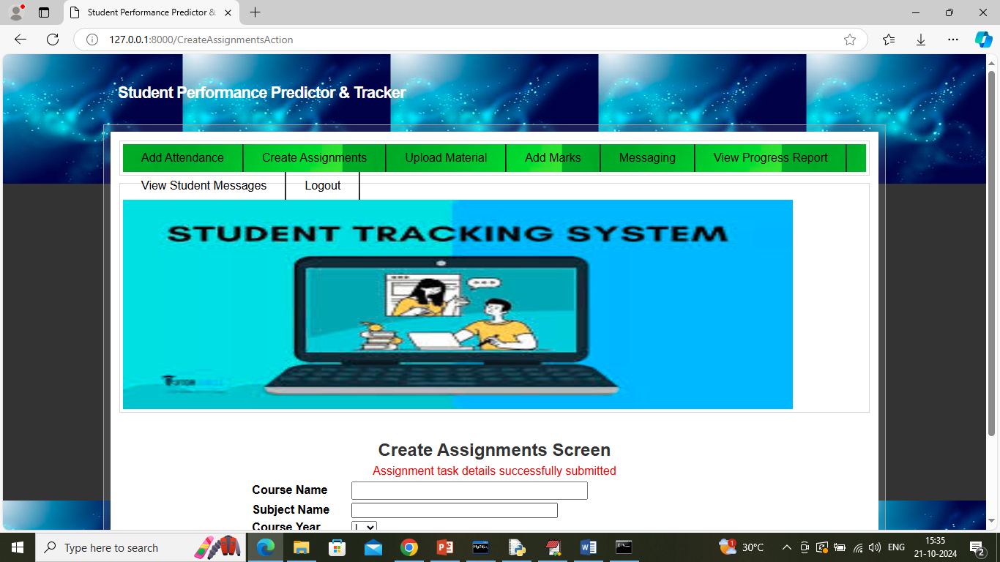 Student Performance Predictor &
127.0.0.1:8000/CreateAssignmentsAction
Student Performance Predictor & Tracker
Add Attendance Create Assignments Upload Material Add Marks Messaging View Progress Report
View Student Messages Logout
STUDENT TRACKING SYSTEM
Create Assignments Screen
Assignment task details successfully submitted
Course Name
Subject Name
Course Year I
Type here to search
1 30°C ENG 15:35
21-10-2024 2